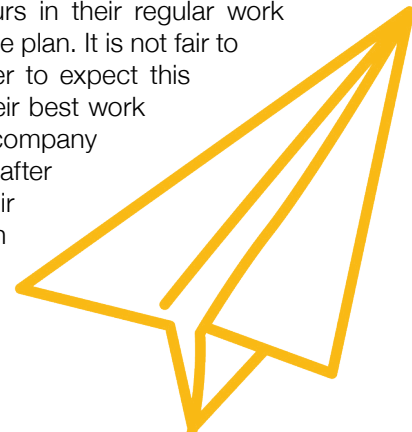 urs in their regular work
e plan. It is not fair to
er to expect this
eir best work
company
after
ir